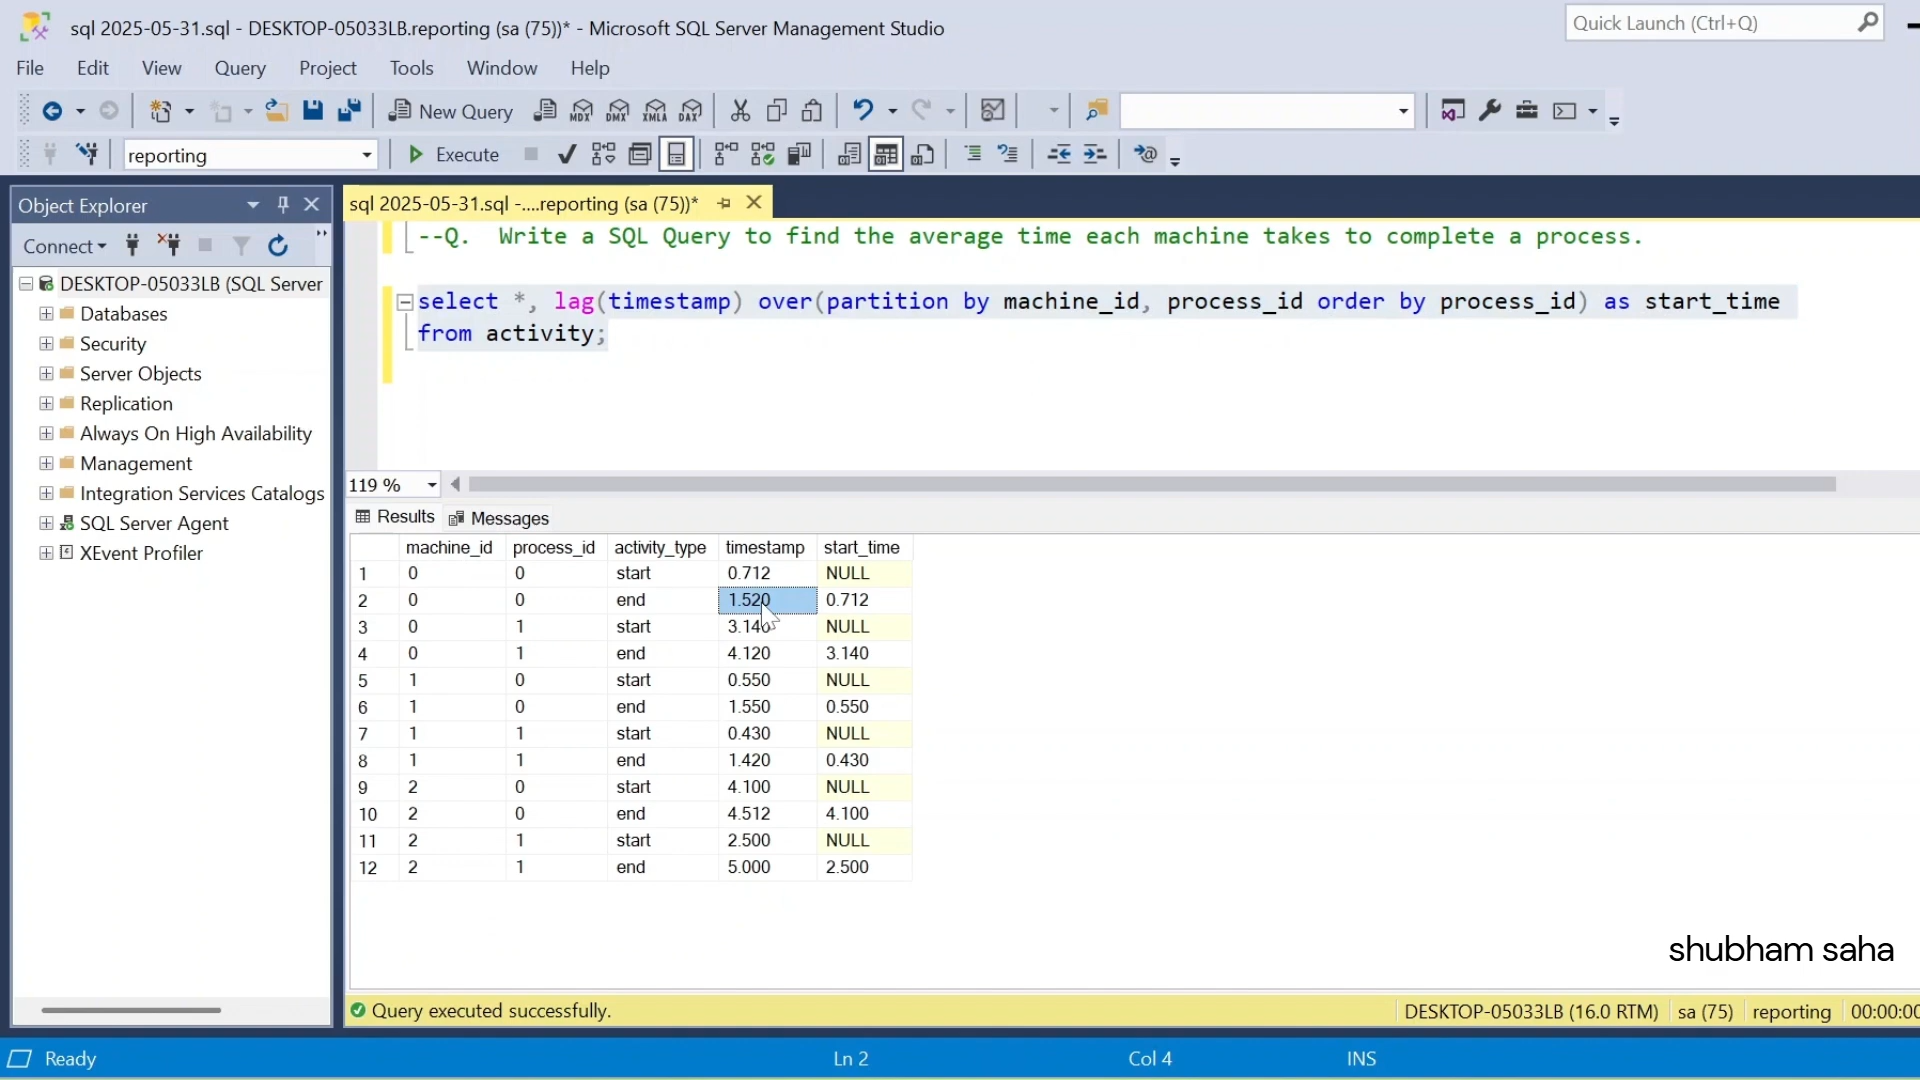 sql 2025-05-31.sql - DESKTOP-05033LB.reporting (sa (75))* - Microsoft SQL Server Management Studio
Quick Launch (Ctrl+Q)
File Edit View Query Project Tools Window Help
New Query MDX DMX XMLA DAX
reporting Execute
Object Explorer
sql 2025-05-31.sql -....reporting (sa (75))*
Connect
DESKTOP-05033LB (SQL Server
Databases
Security
Server Objects
Replication
Always On High Availability
Management
Integration Services Catalogs
SQL Server Agent
XEvent Profiler
--Q.  Write a SQL Query to find the average time each machine takes to complete a process.
select *, lag(timestamp) over(partition by machine_id, process_id order by process_id) as start_time
from activity;
119 %
Results Messages
machine_id process_id activity_type timestamp start_time
1 0 0 start 0.712 NULL
2 0 0 end 1.520 0.712
3 0 1 start 3.140 NULL
4 0 1 end 4.120 3.140
5 1 0 start 0.550 NULL
6 1 0 end 1.550 0.550
7 1 1 start 0.430 NULL
8 1 1 end 1.420 0.430
9 2 0 start 4.100 NULL
10 2 0 end 4.512 4.100
11 2 1 start 2.500 NULL
12 2 1 end 5.000 2.500
shubham saha
Query executed successfully.
DESKTOP-05033LB (16.0 RTM) sa (75) reporting 00:00:00
Ready Ln 2 Col 4 INS